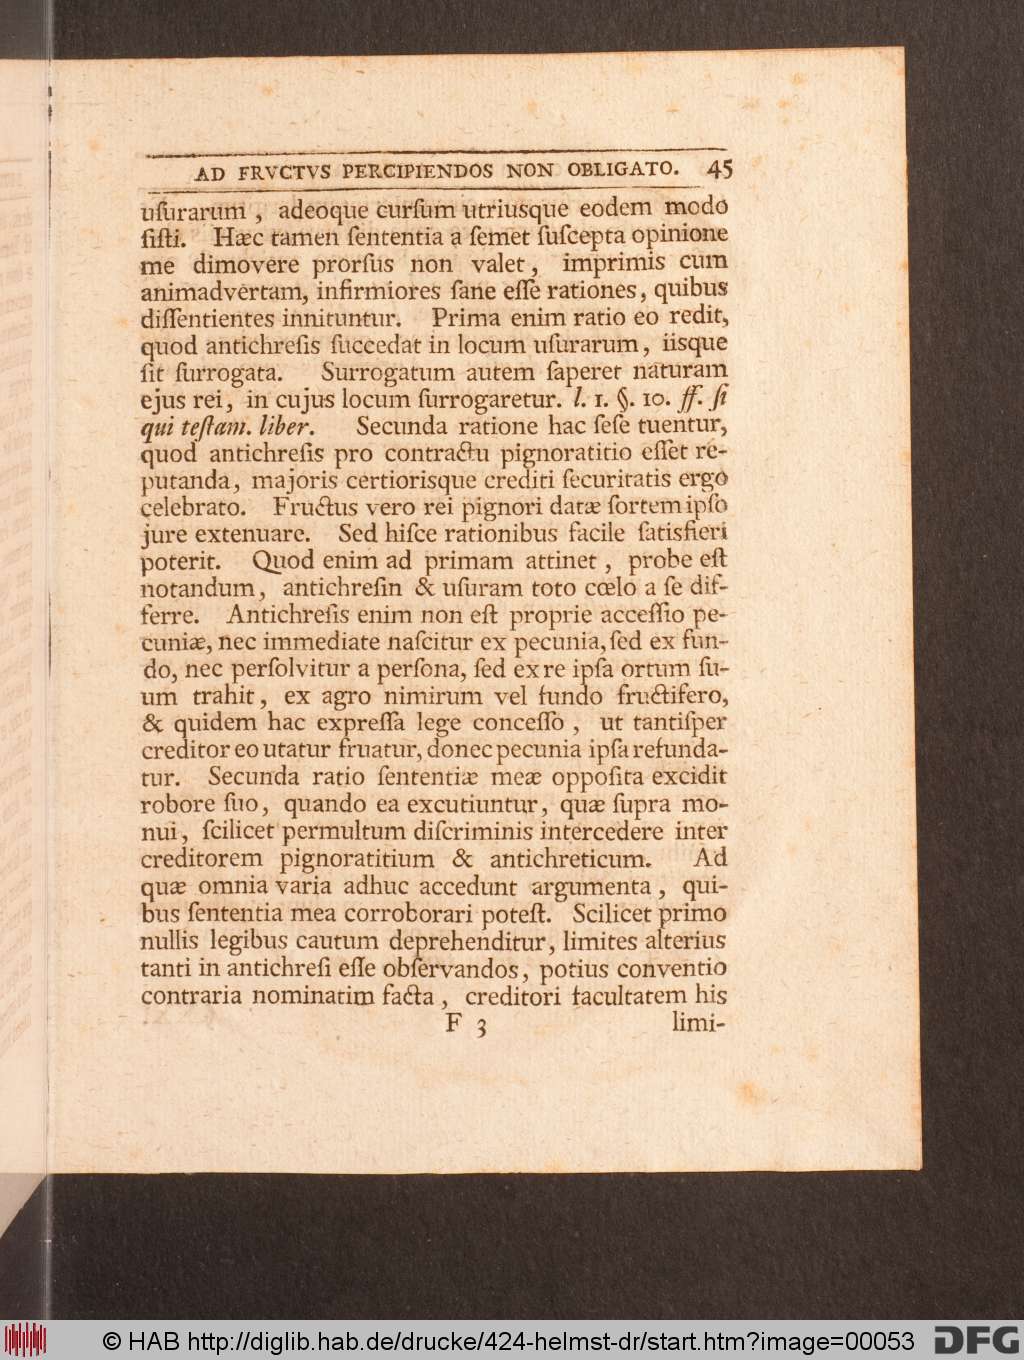 AD FRVCTVS PERCIPIENDOS NON OBLIGATO. 45
uſurarum, adeoque curſum utriusque eodem modo
ſiſti. Hæc tamen ſententia a ſemet ſuſcepta opinione
me dimovere prorſus non valet, imprimis cum
animadvertam, infirmiores ſane eſſe rationes, quibus
diſſentientes innituntur. Prima enim ratio eo redit,
quod antichreſis ſuccedat in locum uſurarum, iisque
ſit ſurrogata. Surrogatum autem ſaperet naturam
ejus rei, in cujus locum ſurrogaretur. l. 1. §. 10. ff. ſi
qui teſtam. liber. Secunda ratione hac ſeſe tuentur,
quod antichreſis pro contractu pignoratitio eſſet re-
putanda, majoris certiorisque crediti ſecuritatis ergo
celebrato. Fructus vero rei pignori datæ ſortem ipſo
jure extenuare. Sed hiſce rationibus facile ſatisfieri
poterit. Quod enim ad primam attinet, probe eſt
notandum, antichreſin & uſuram toto cœlo a ſe dif-
ferre. Antichreſis enim non eſt proprie acceſſio pe-
cuniæ, nec immediate naſcitur ex pecunia, ſed ex fun-
do, nec perſolvitur a perſona, ſed ex re ipſa ortum ſu-
um trahit, ex agro nimirum vel fundo fructifero,
& quidem hac expreſſa lege conceſſo, ut tantiſper
creditor eo utatur fruatur, donec pecunia ipſa refunda-
tur. Secunda ratio ſententiæ meæ oppoſita excidit
robore ſuo, quando ea excutiuntur, quæ ſupra mo-
nui, ſcilicet permultum diſcriminis intercedere inter
creditorem pignoratitium & antichreticum. Ad
quæ omnia varia adhuc accedunt argumenta, qui-
bus ſententia mea corroborari poteſt. Scilicet primo
nullis legibus cautum deprehenditur, limites alterius
tanti in antichreſi eſſe obſervandos, potius conventio
contraria nominatim facta, creditori facultatem his
F 3 limi-
© HAB http://diglib.hab.de/drucke/424-helmst-dr/start.htm?image=00053 DFG